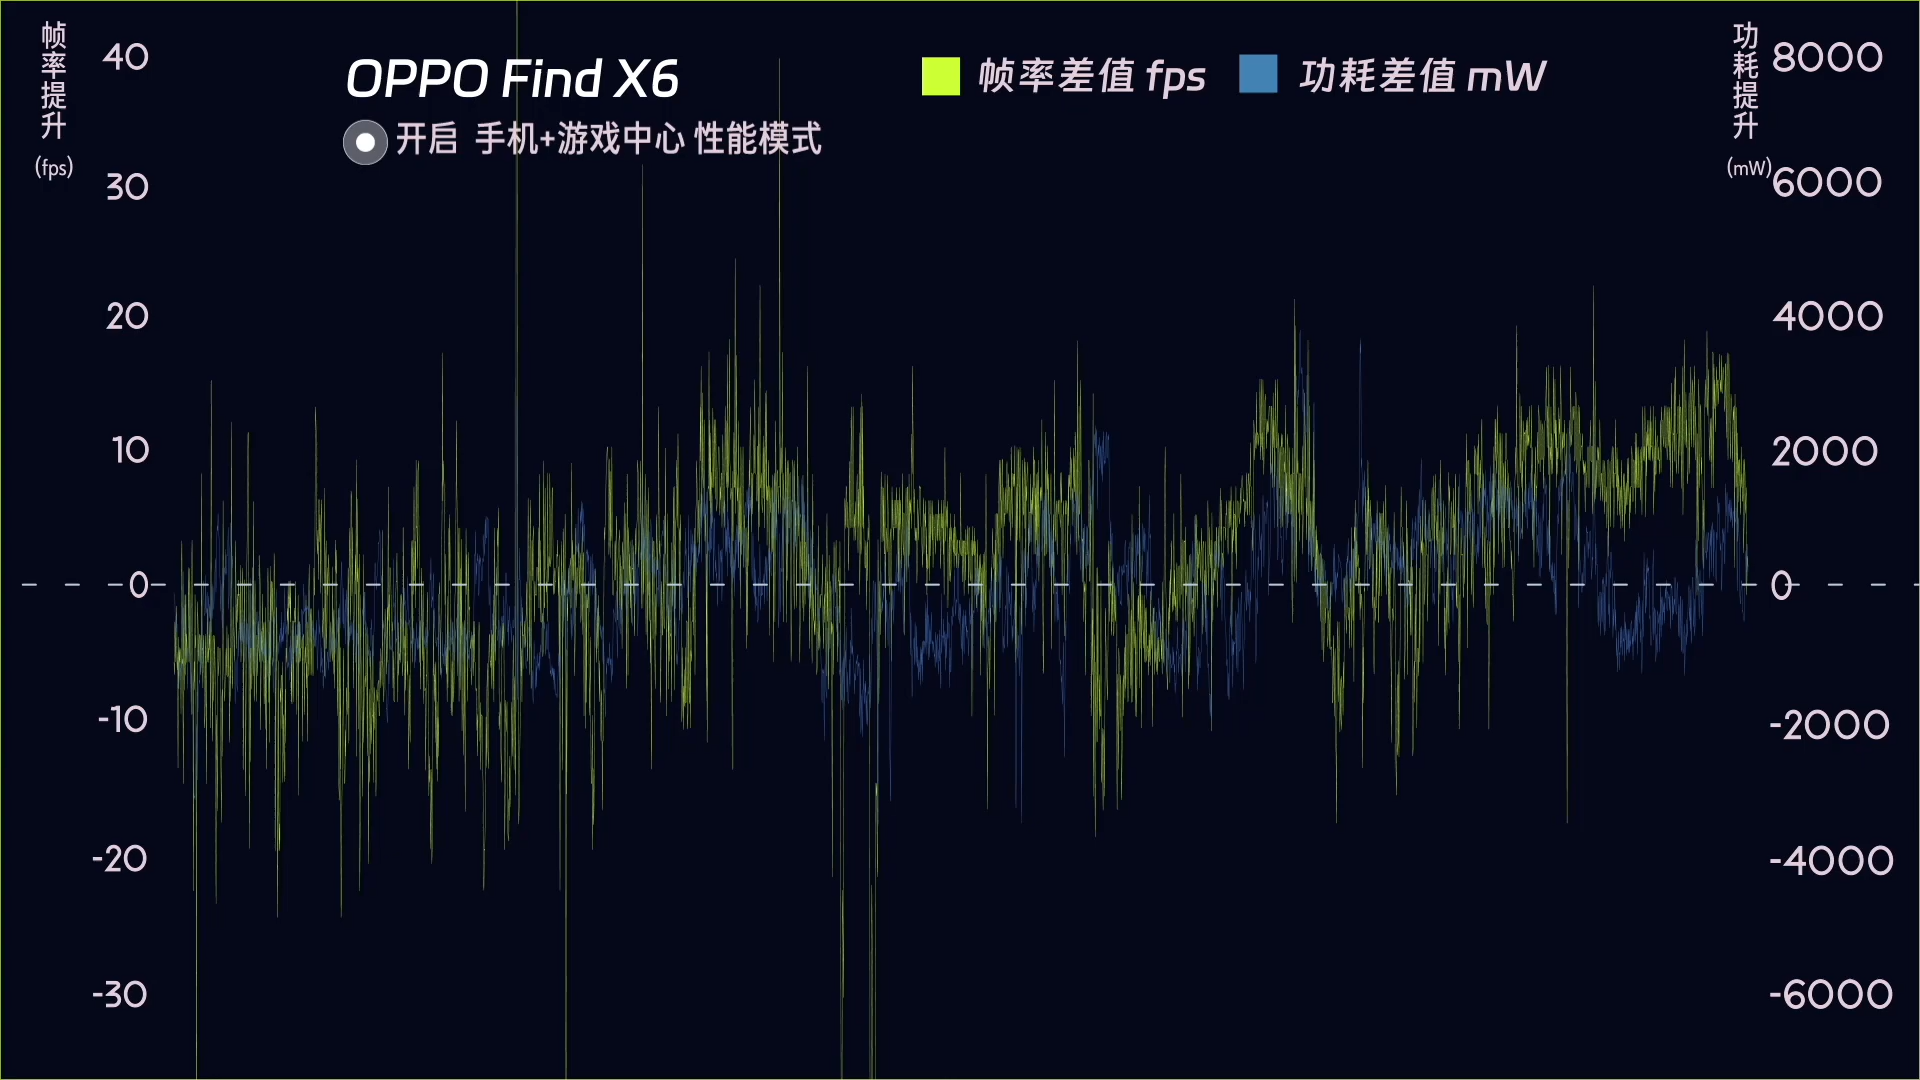 OPPO Find X6
开启 手机+游戏中心 性能模式
帧率差值 fps
功耗差值 mW
帧率提升
(fps)
40
30
20
10
0
-10
-20
-30
功耗提升
(mW)
8000
6000
4000
2000
0
-2000
-4000
-6000